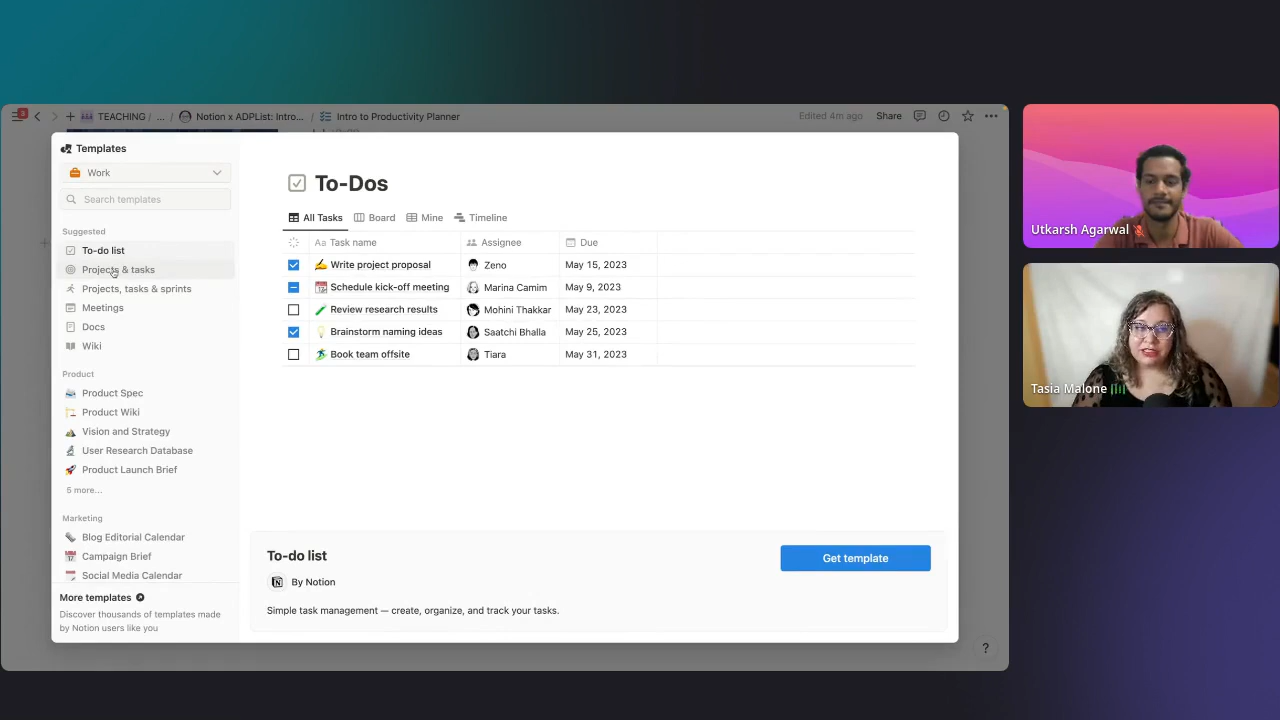 3
TEACHING / ... / Notion x ADPList: Intro... / Intro to Productivity Planner
Edited 4m ago
Share
Templates
Work
Search templates
Suggested
To-do list
Projects & tasks
Projects, tasks & sprints
Meetings
Docs
Wiki
Product
Product Spec
Product Wiki
Vision and Strategy
User Research Database
Product Launch Brief
5 more...
Marketing
Blog Editorial Calendar
Campaign Brief
Social Media Calendar
More templates
Discover thousands of templates made
by Notion users like you
To-Dos
All Tasks Board Mine Timeline
Aa Task name Assignee Due
Write project proposal Zeno May 15, 2023
Schedule kick-off meeting Marina Camim May 9, 2023
Review research results Mohini Thakkar May 23, 2023
Brainstorm naming ideas Saatchi Bhalla May 25, 2023
Book team offsite Tiara May 31, 2023
To-do list
By Notion
Simple task management — create, organize, and track your tasks.
Get template
?
Utkarsh Agarwal
Tasia Malone